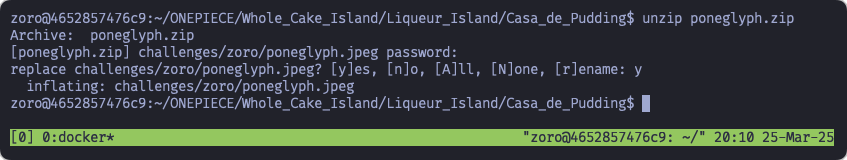 zoro@4652857476c9:~/ONEPIECE/Whole_Cake_Island/Liqueur_Island/Casa_de_Pudding$ unzip poneglyph.zip
Archive:  poneglyph.zip
[poneglyph.zip] challenges/zoro/poneglyph.jpeg password:
replace challenges/zoro/poneglyph.jpeg? [y]es, [n]o, [A]ll, [N]one, [r]ename: y
  inflating: challenges/zoro/poneglyph.jpeg
zoro@4652857476c9:~/ONEPIECE/Whole_Cake_Island/Liqueur_Island/Casa_de_Pudding$
[0] 0:docker* "zoro@4652857476c9: ~/" 20:10 25-Mar-25